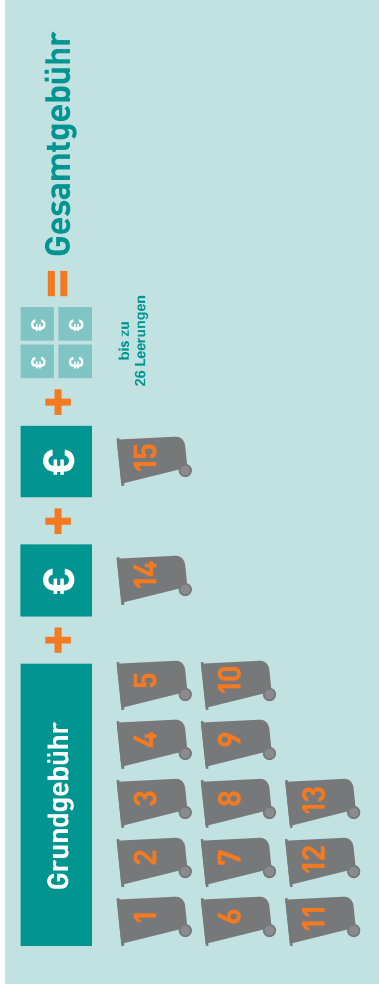 Grundgebühr + € + € + € € € € = Gesamtgebühr
1 2 3 4 5 14 15 bis zu
26 Leerungen
6 7 8 9 10
11 12 13